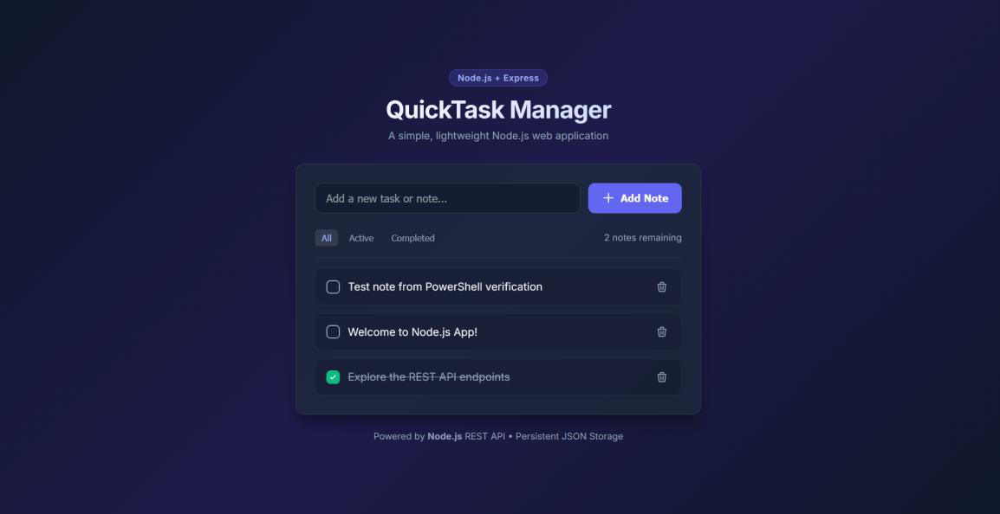 Node.js + Express
QuickTask Manager
A simple, lightweight Node.js web application
Add a new task or note...
Add Note
All Active Completed 2 notes remaining
Test note from PowerShell verification
Welcome to Node.js App!
Explore the REST API endpoints
Powered by Node.js REST API • Persistent JSON Storage